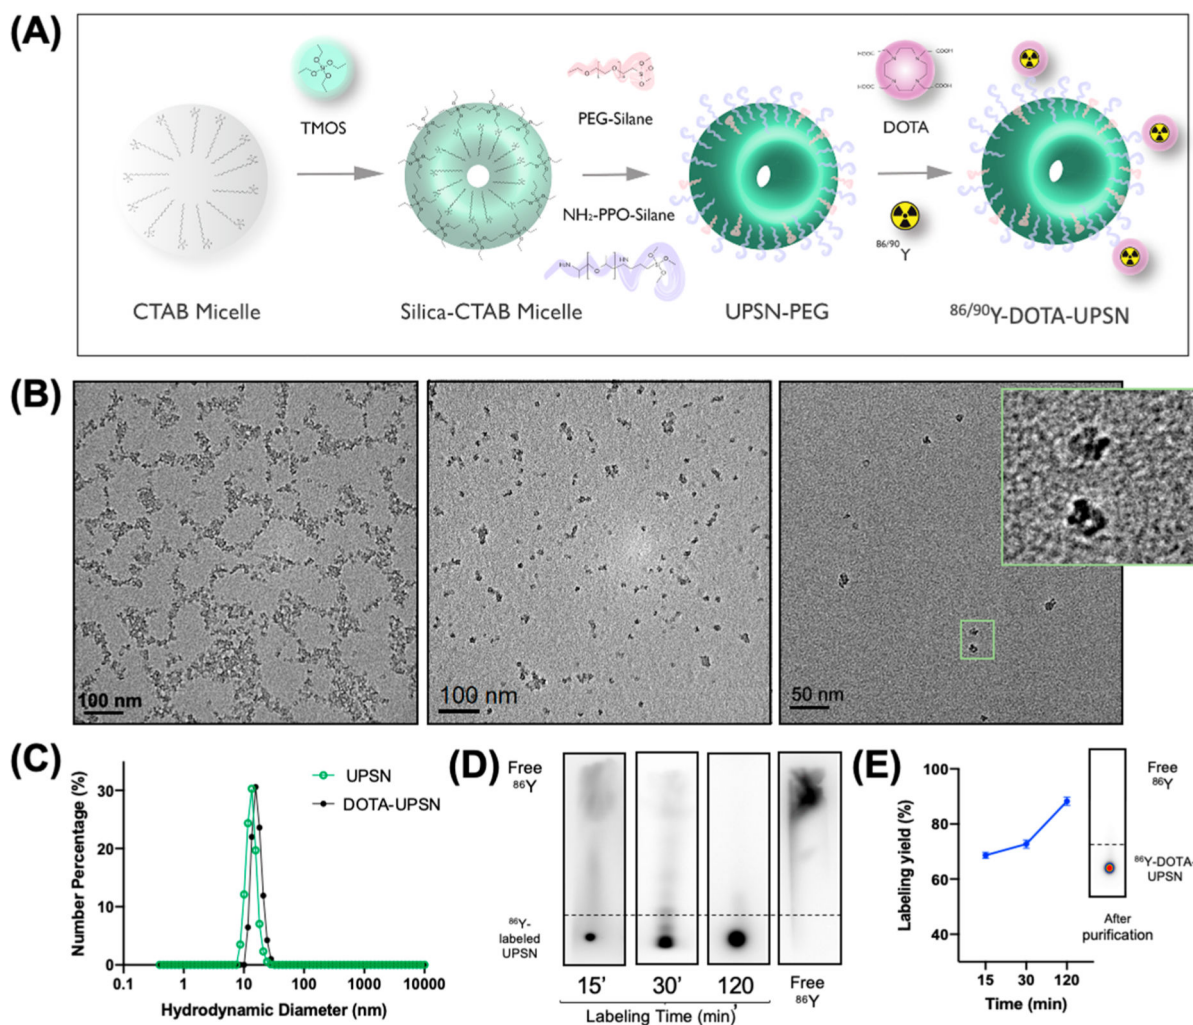 (A)
TMOS
PEG-Silane
NH₂-PPO-Silane
HOOC
COOH
HOOC
COOH
DOTA
86/90Y
CTAB Micelle
Silica-CTAB Micelle
UPSN-PEG
86/90Y-DOTA-UPSN
(B)
100 nm
100 nm
50 nm
(C)
Number Percentage (%)
30
20
10
0
UPSN
DOTA-UPSN
0.1
1
10
100
1000
10000
Hydrodynamic Diameter (nm)
(D)
Free
86Y
86Y-
labeled
UPSN
15'
30'
120'
Labeling Time (min)
Free
86Y
(E)
Labeling yield (%)
100
80
60
40
15
30
120
Time (min)
Free
86Y
86Y-DOTA-
UPSN
After
purification